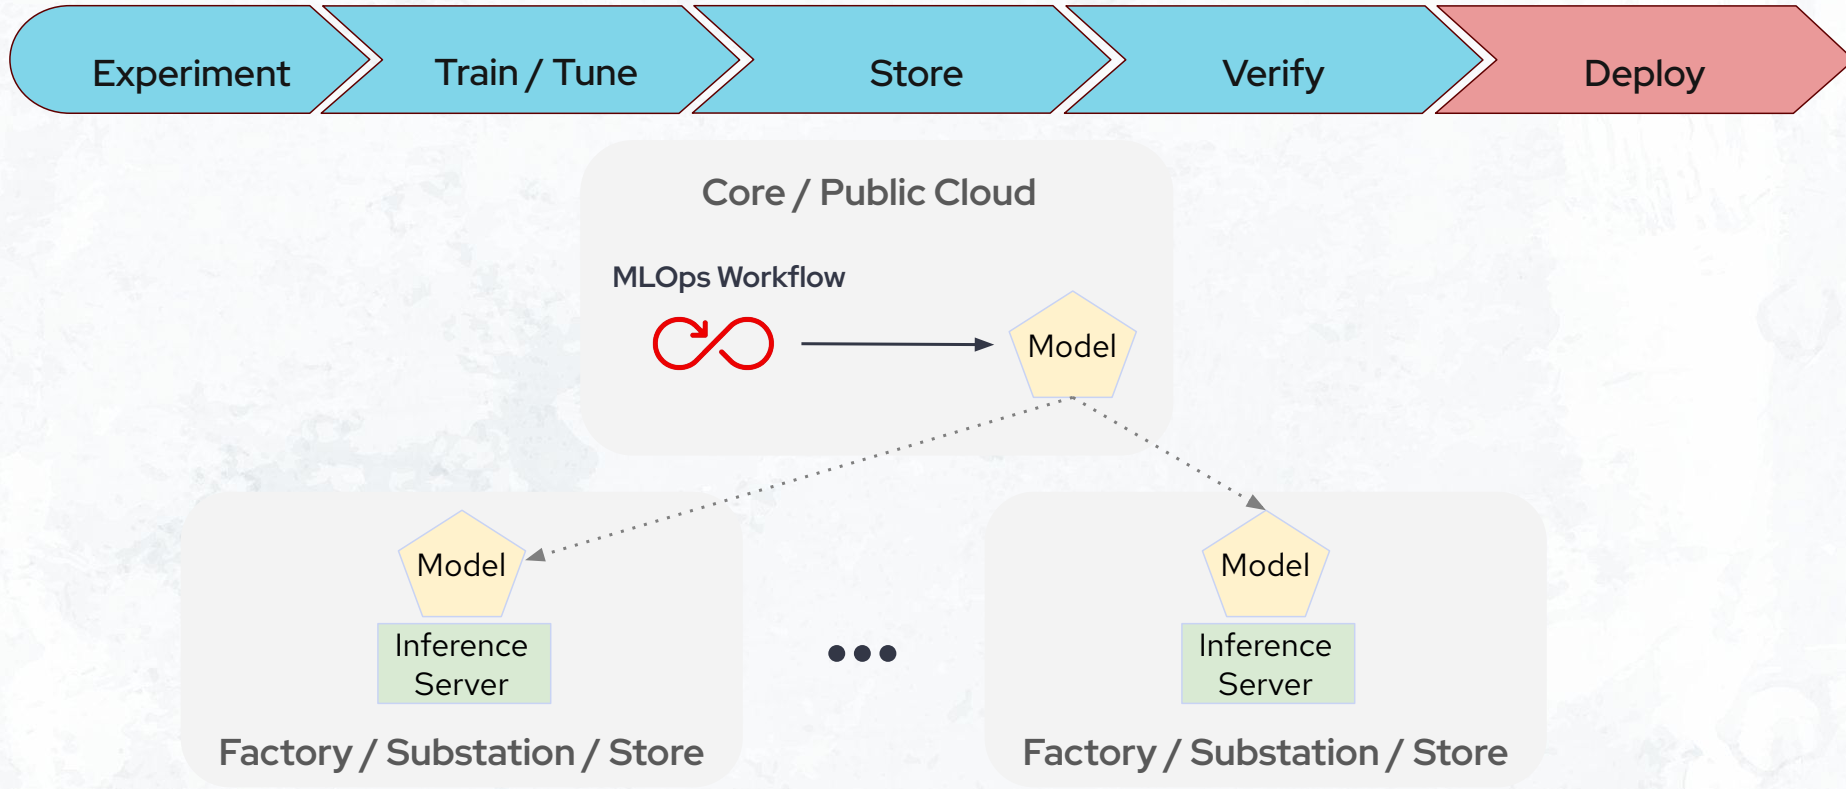 Experiment
Train / Tune
Store
Verify
Deploy
Core / Public Cloud
MLOps Workflow
Model
Model
Inference
Server
Factory / Substation / Store
Model
Inference
Server
Factory / Substation / Store